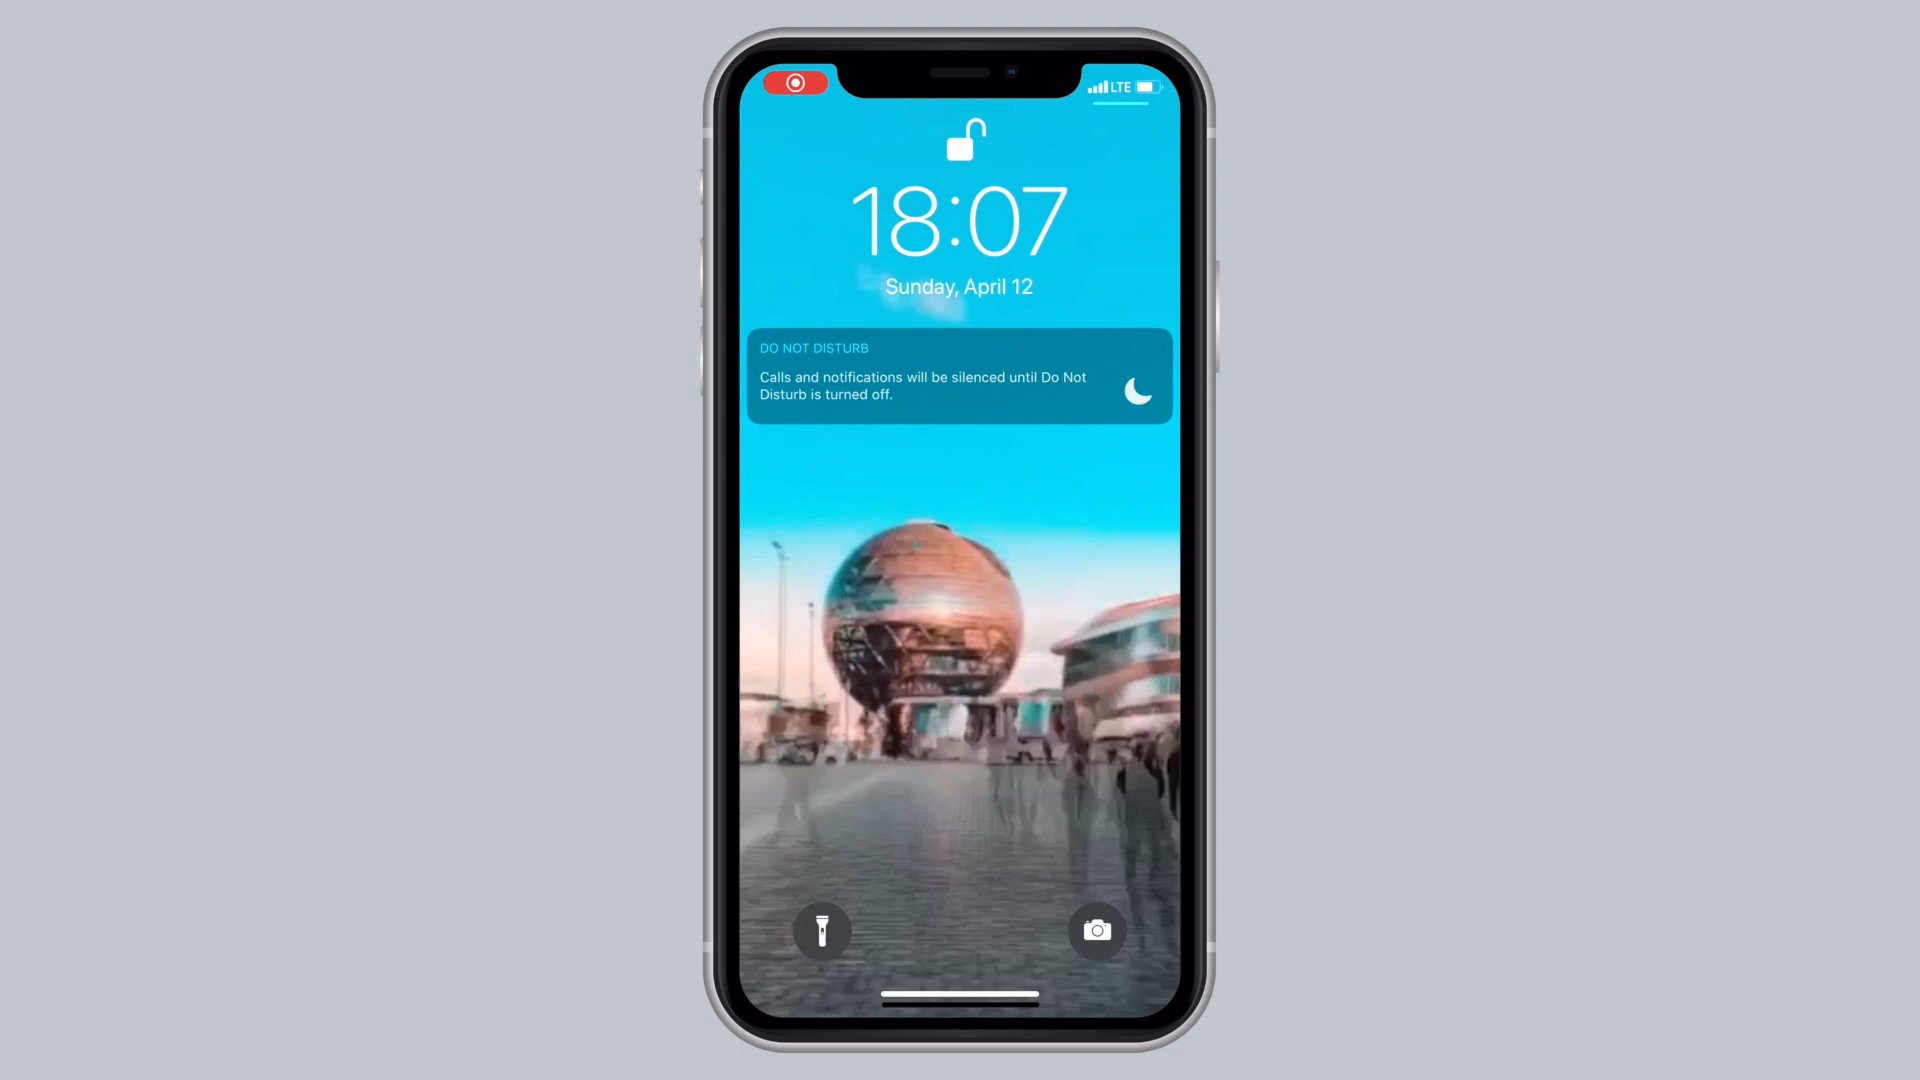 LTE
18:07
Sunday, April 12
DO NOT DISTURB
Calls and notifications will be silenced until Do Not
Disturb is turned off.